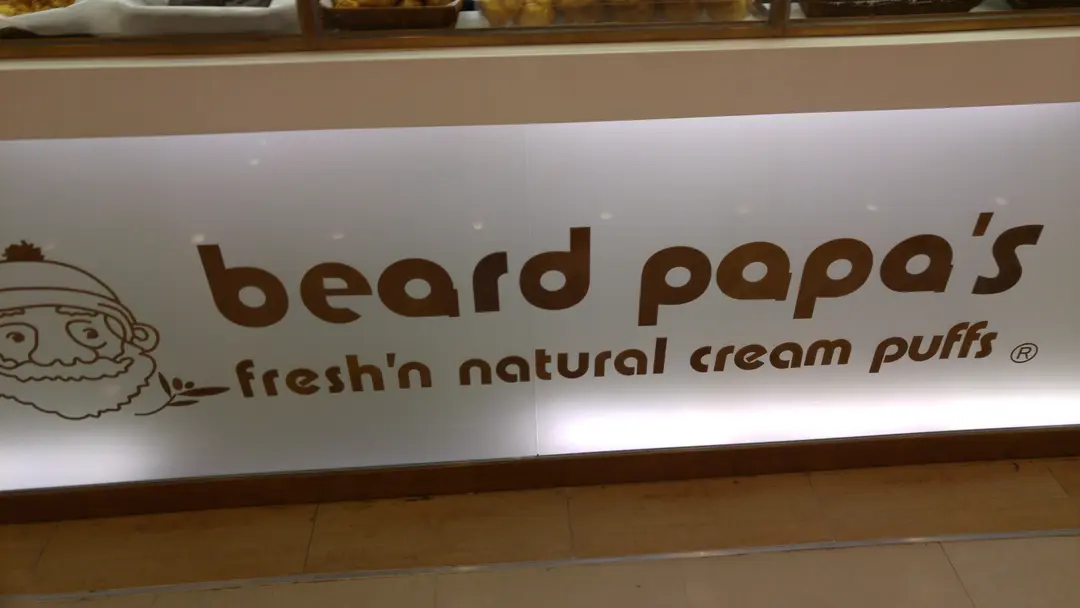 beard papa's
fresh'n natural cream puffs ®